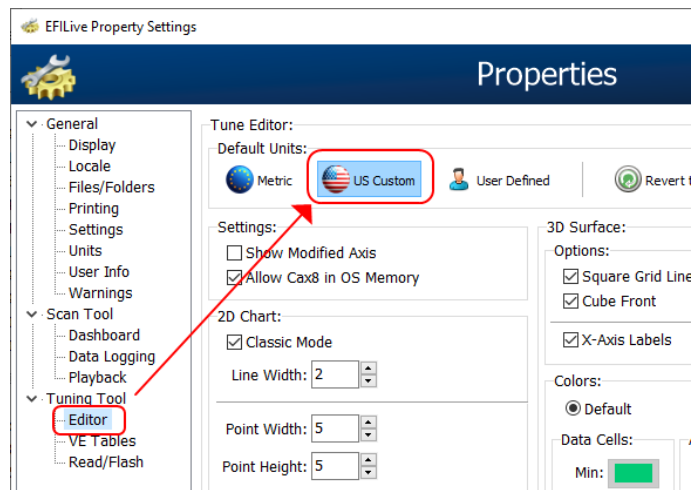 EFILive Property Settings
Properties
General
Display
Locale
Files/Folders
Printing
Settings
Units
User Info
Warnings
Scan Tool
Dashboard
Data Logging
Playback
Tuning Tool
Editor
VE Tables
Read/Flash
Tune Editor:
Default Units:
Metric
US Custom
User Defined
Revert t
Settings:
Show Modified Axis
Allow Cax8 in OS Memory
2D Chart:
Classic Mode
Line Width: 2
Point Width: 5
Point Height: 5
3D Surface:
Options:
Square Grid Line
Cube Front
X-Axis Labels
Colors:
Default
Data Cells:
Min: